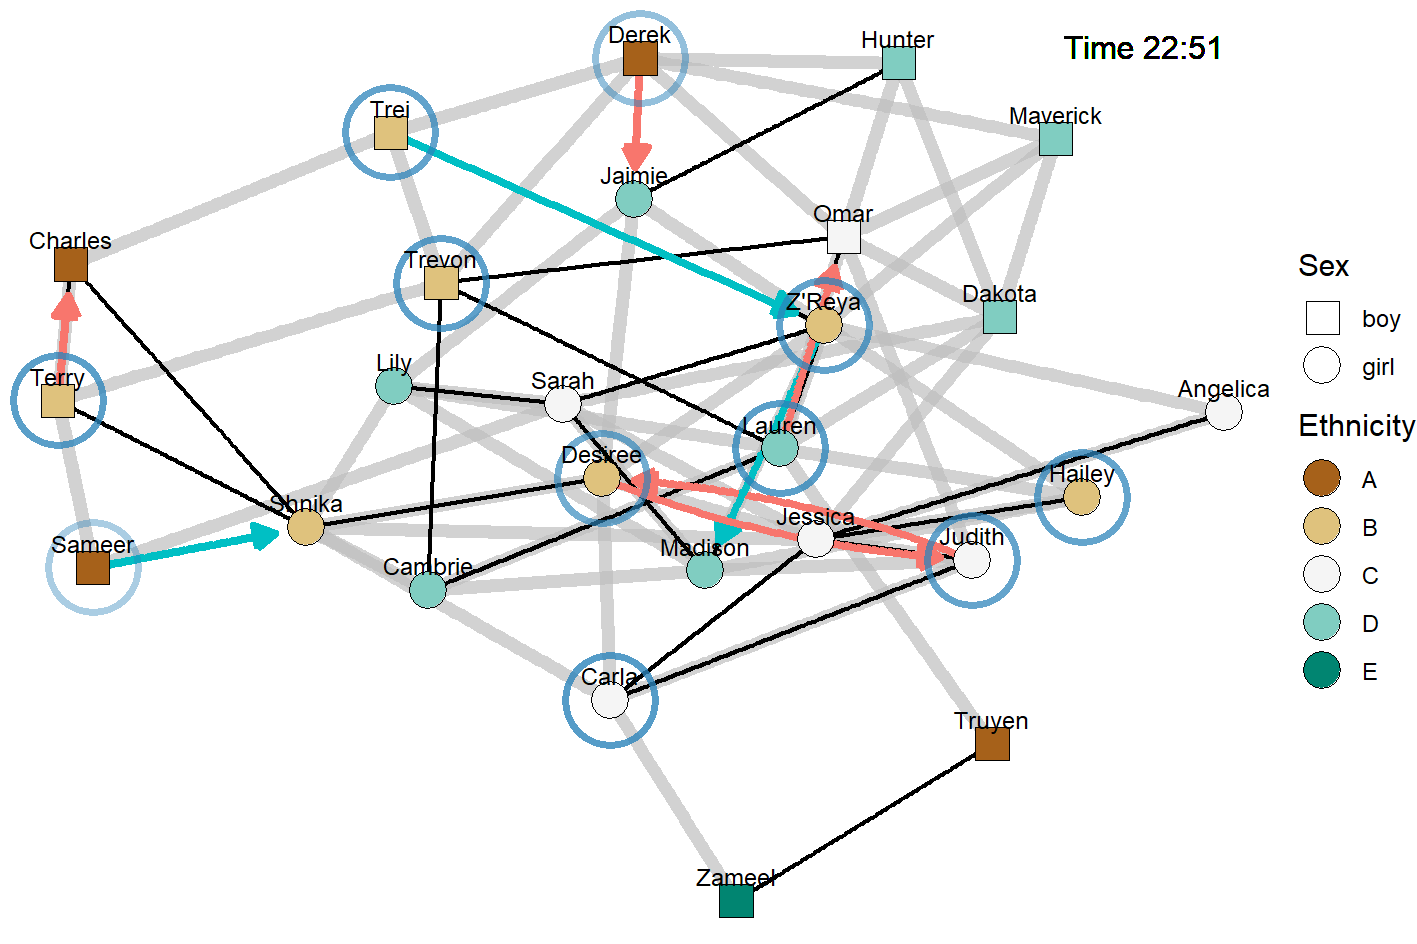 Derek
Hunter
Time 22:51
Trei
Maverick
Jaimie
Omar
Charles
Trevon
Z'Reya
Dakota
Sex
boy
girl
Terry
Lily
Sarah
Angelica
Lauren
Ethnicity
Desiree
Hailey
A
Shnika
Jessica
B
Sameer
Madison
Judith
Cambrie
C
D
Carla
E
Truyen
Zameel